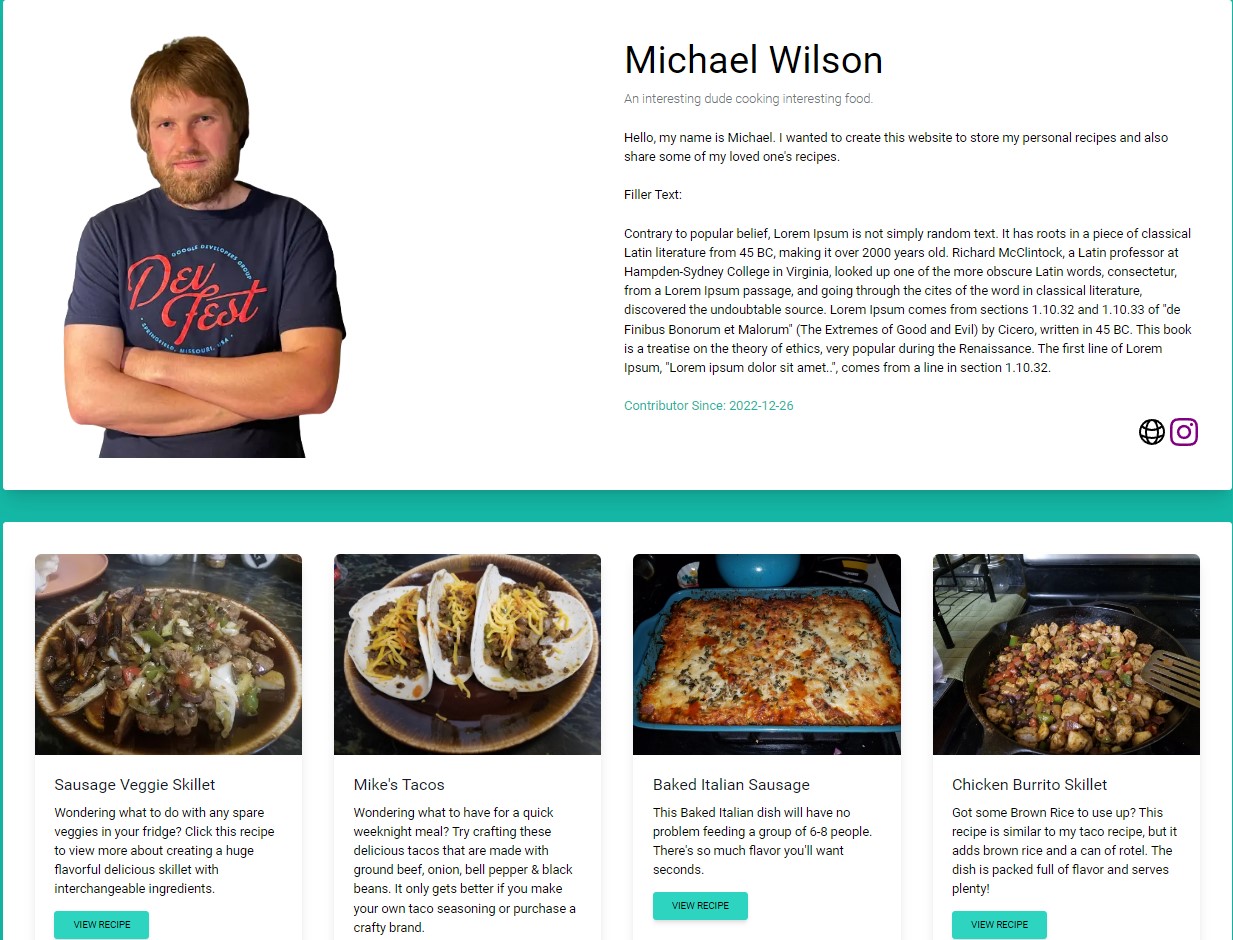 Michael Wilson
An interesting dude cooking interesting food.
Hello, my name is Michael. I wanted to create this website to store my personal recipes and also
share some of my loved one's recipes.
Filler Text:
Contrary to popular belief, Lorem Ipsum is not simply random text. It has roots in a piece of classical
Latin literature from 45 BC, making it over 2000 years old. Richard McClintock, a Latin professor at
Hampden-Sydney College in Virginia, looked up one of the more obscure Latin words, consectetur,
from a Lorem Ipsum passage, and going through the cites of the word in classical literature,
discovered the undoubtable source. Lorem Ipsum comes from sections 1.10.32 and 1.10.33 of "de
Finibus Bonorum et Malorum" (The Extremes of Good and Evil) by Cicero, written in 45 BC. This book
is a treatise on the theory of ethics, very popular during the Renaissance. The first line of Lorem
Ipsum, "Lorem ipsum dolor sit amet..", comes from a line in section 1.10.32.
Contributor Since: 2022-12-26
GOOGLE DEVELOPERS GROUP
Dev
Fest
• SPRINGFIELD, MISSOURI, USA •
Sausage Veggie Skillet
Wondering what to do with any spare
veggies in your fridge? Click this recipe
to view more about creating a huge
flavorful delicious skillet with
interchangeable ingredients.
VIEW RECIPE
Mike's Tacos
Wondering what to have for a quick
weeknight meal? Try crafting these
delicious tacos that are made with
ground beef, onion, bell pepper & black
beans. It only gets better if you make
your own taco seasoning or purchase a
crafty brand.
Baked Italian Sausage
This Baked Italian dish will have no
problem feeding a group of 6-8 people.
There's so much flavor you'll want
seconds.
VIEW RECIPE
Chicken Burrito Skillet
Got some Brown Rice to use up? This
recipe is similar to my taco recipe, but it
adds brown rice and a can of rotel. The
dish is packed full of flavor and serves
plenty!
VIEW RECIPE